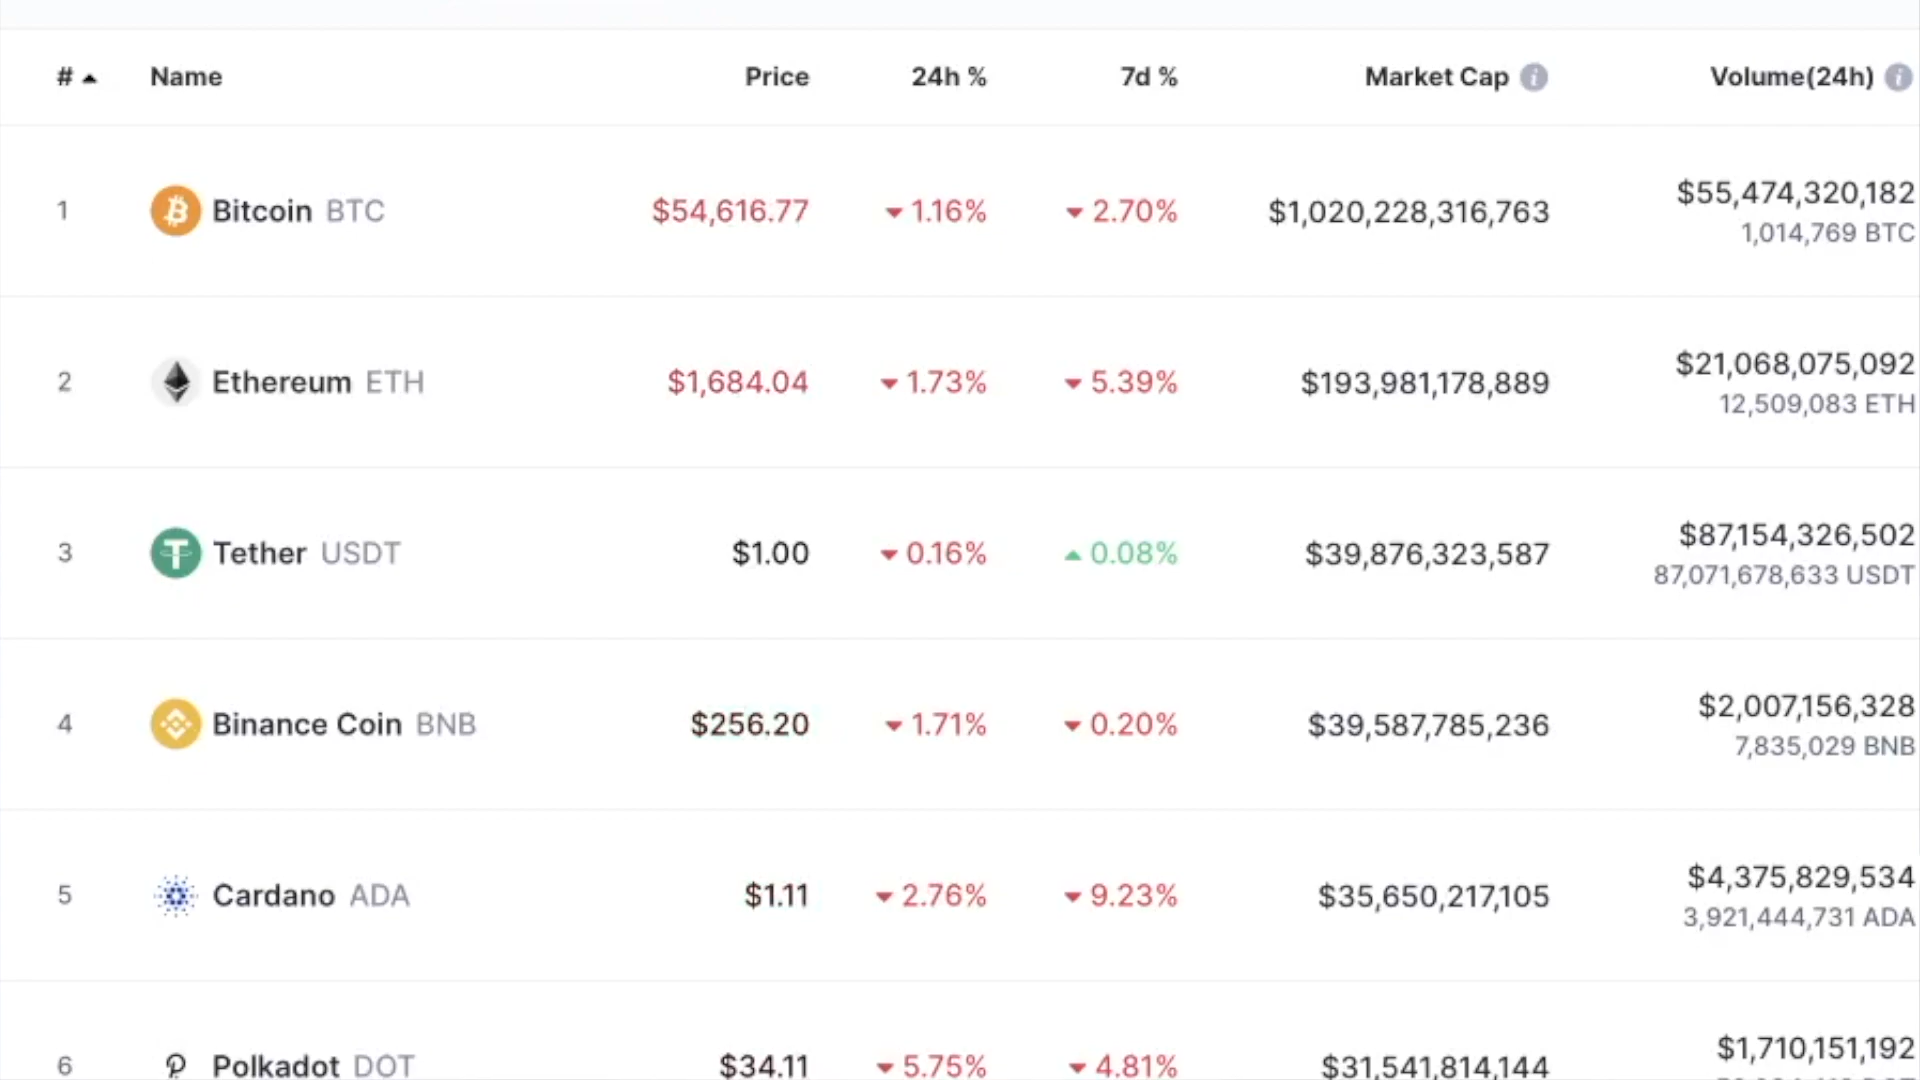 # Name Price 24h % 7d % Market Cap Volume(24h)
1 Bitcoin BTC $54,616.77 1.16% 2.70% $1,020,228,316,763 $55,474,320,182
1,014,769 BTC
2 Ethereum ETH $1,684.04 1.73% 5.39% $193,981,178,889 $21,068,075,092
12,509,083 ETH
3 Tether USDT $1.00 0.16% 0.08% $39,876,323,587 $87,154,326,502
87,071,678,633 USDT
4 Binance Coin BNB $256.20 1.71% 0.20% $39,587,785,236 $2,007,156,328
7,835,029 BNB
5 Cardano ADA $1.11 2.76% 9.23% $35,650,217,105 $4,375,829,534
3,921,444,731 ADA
6 Polkadot DOT $34.11 5.75% 4.81% $31,541,814,144 $1,710,151,192